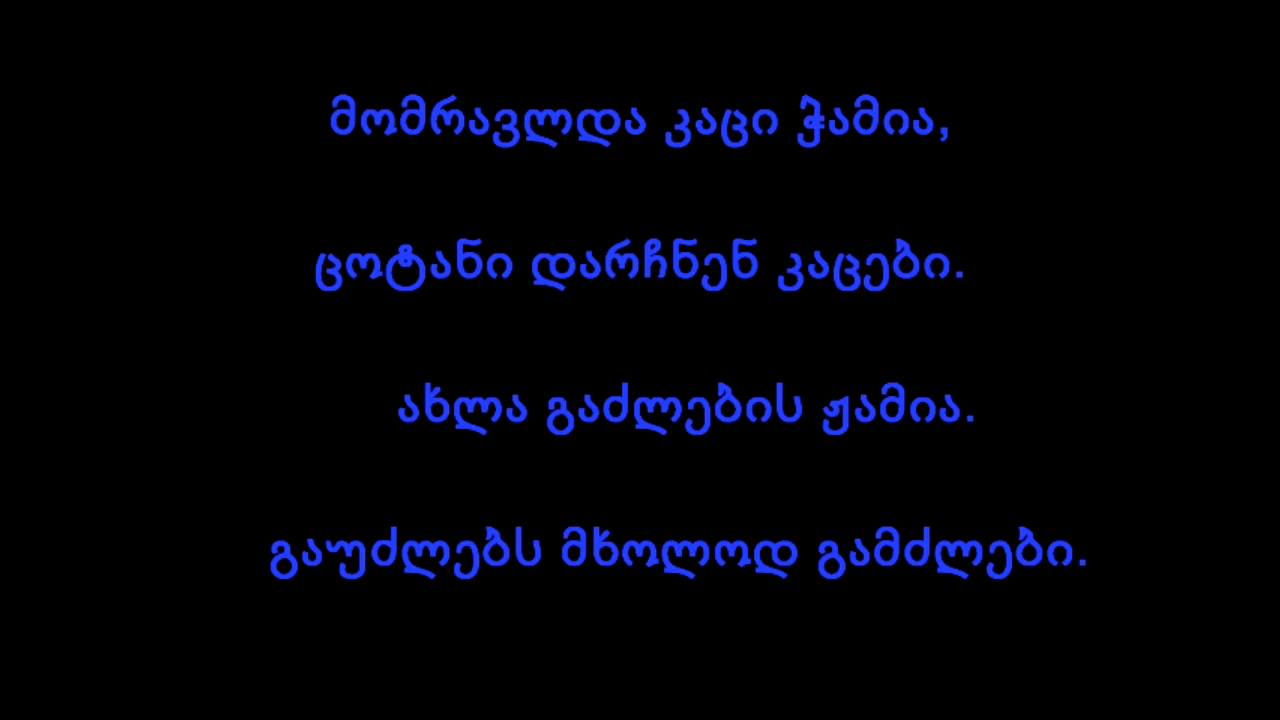 მომრავლდა კაცი ჭამია,
ცოტანი დარჩნენ კაცები.
ახლა გაძლების ჟამია.
გაუძლებს მხოლოდ გამძლები.